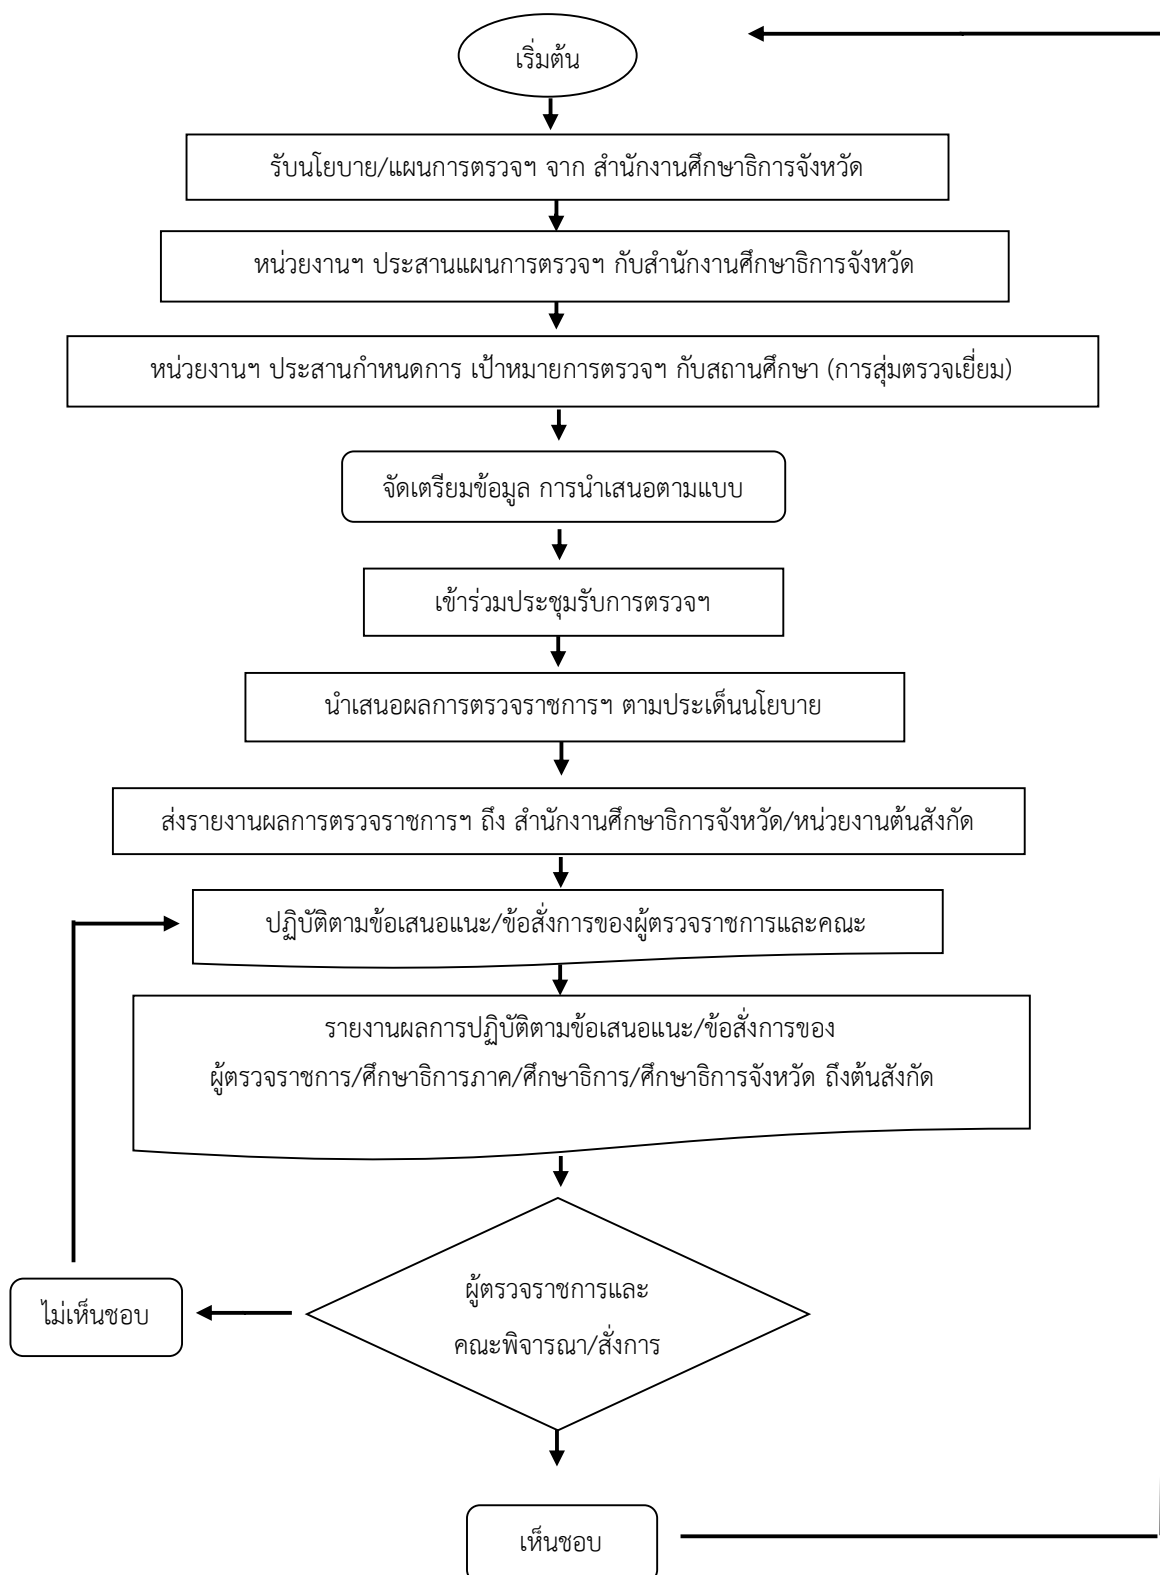 เริ่มต้น
รับนโยบาย/แผนการตรวจฯ จาก สำนักงานศึกษาธิการจังหวัด
หน่วยงานฯ ประสานแผนการตรวจฯ กับสำนักงานศึกษาธิการจังหวัด
หน่วยงานฯ ประสานกำหนดการ เป้าหมายการตรวจฯ กับสถานศึกษา (การสุ่มตรวจเยี่ยม)
จัดเตรียมข้อมูล การนำเสนอตามแบบ
เข้าร่วมประชุมรับการตรวจฯ
นำเสนอผลการตรวจราชการฯ ตามประเด็นนโยบาย
ส่งรายงานผลการตรวจราชการฯ ถึง สำนักงานศึกษาธิการจังหวัด/หน่วยงานต้นสังกัด
ปฏิบัติตามข้อเสนอแนะ/ข้อสั่งการของผู้ตรวจราชการและคณะ
รายงานผลการปฏิบัติตามข้อเสนอแนะ/ข้อสั่งการของ
ผู้ตรวจราชการ/ศึกษาธิการภาค/ศึกษาธิการ/ศึกษาธิการจังหวัด ถึงต้นสังกัด
ผู้ตรวจราชการและ
คณะพิจารณา/สั่งการ
ไม่เห็นชอบ
เห็นชอบ